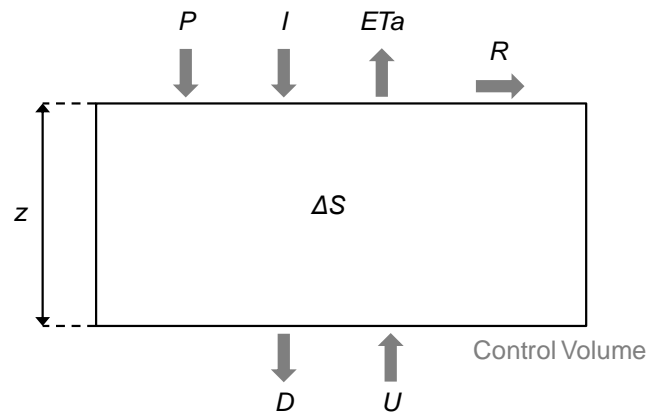 P I ETa R
z
ΔS
Control Volume
D U